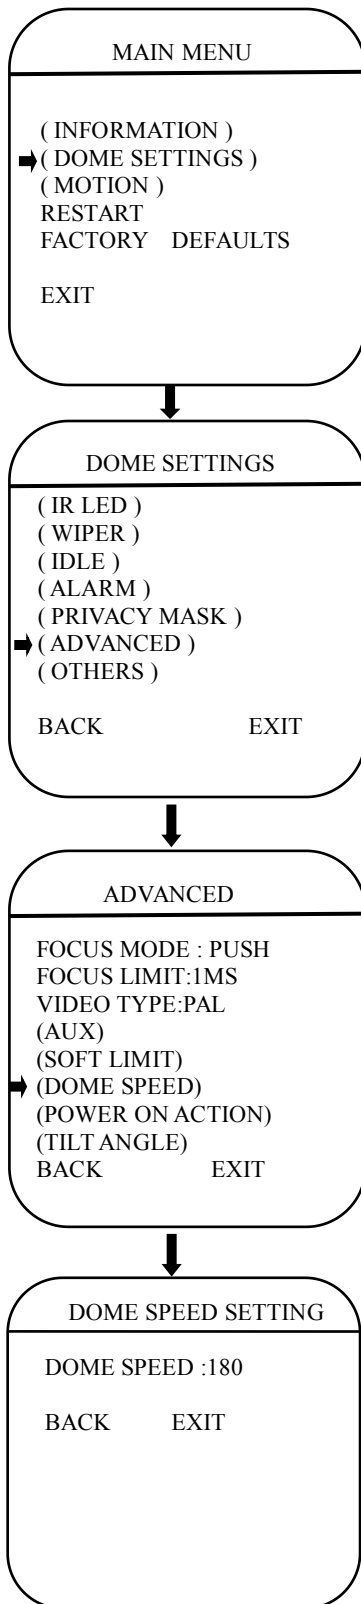 MAIN MENU
( INFORMATION )
( DOME SETTINGS )
( MOTION )
RESTART
FACTORY DEFAULTS
EXIT
DOME SETTINGS
( IR LED )
( WIPER )
( IDLE )
( ALARM )
( PRIVACY MASK )
( ADVANCED )
( OTHERS )
BACK EXIT
ADVANCED
FOCUS MODE : PUSH
FOCUS LIMIT:1MS
VIDEO TYPE:PAL
(AUX)
(SOFT LIMIT)
(DOME SPEED)
(POWER ON ACTION)
(TILT ANGLE)
BACK EXIT
DOME SPEED SETTING
DOME SPEED :180
BACK EXIT